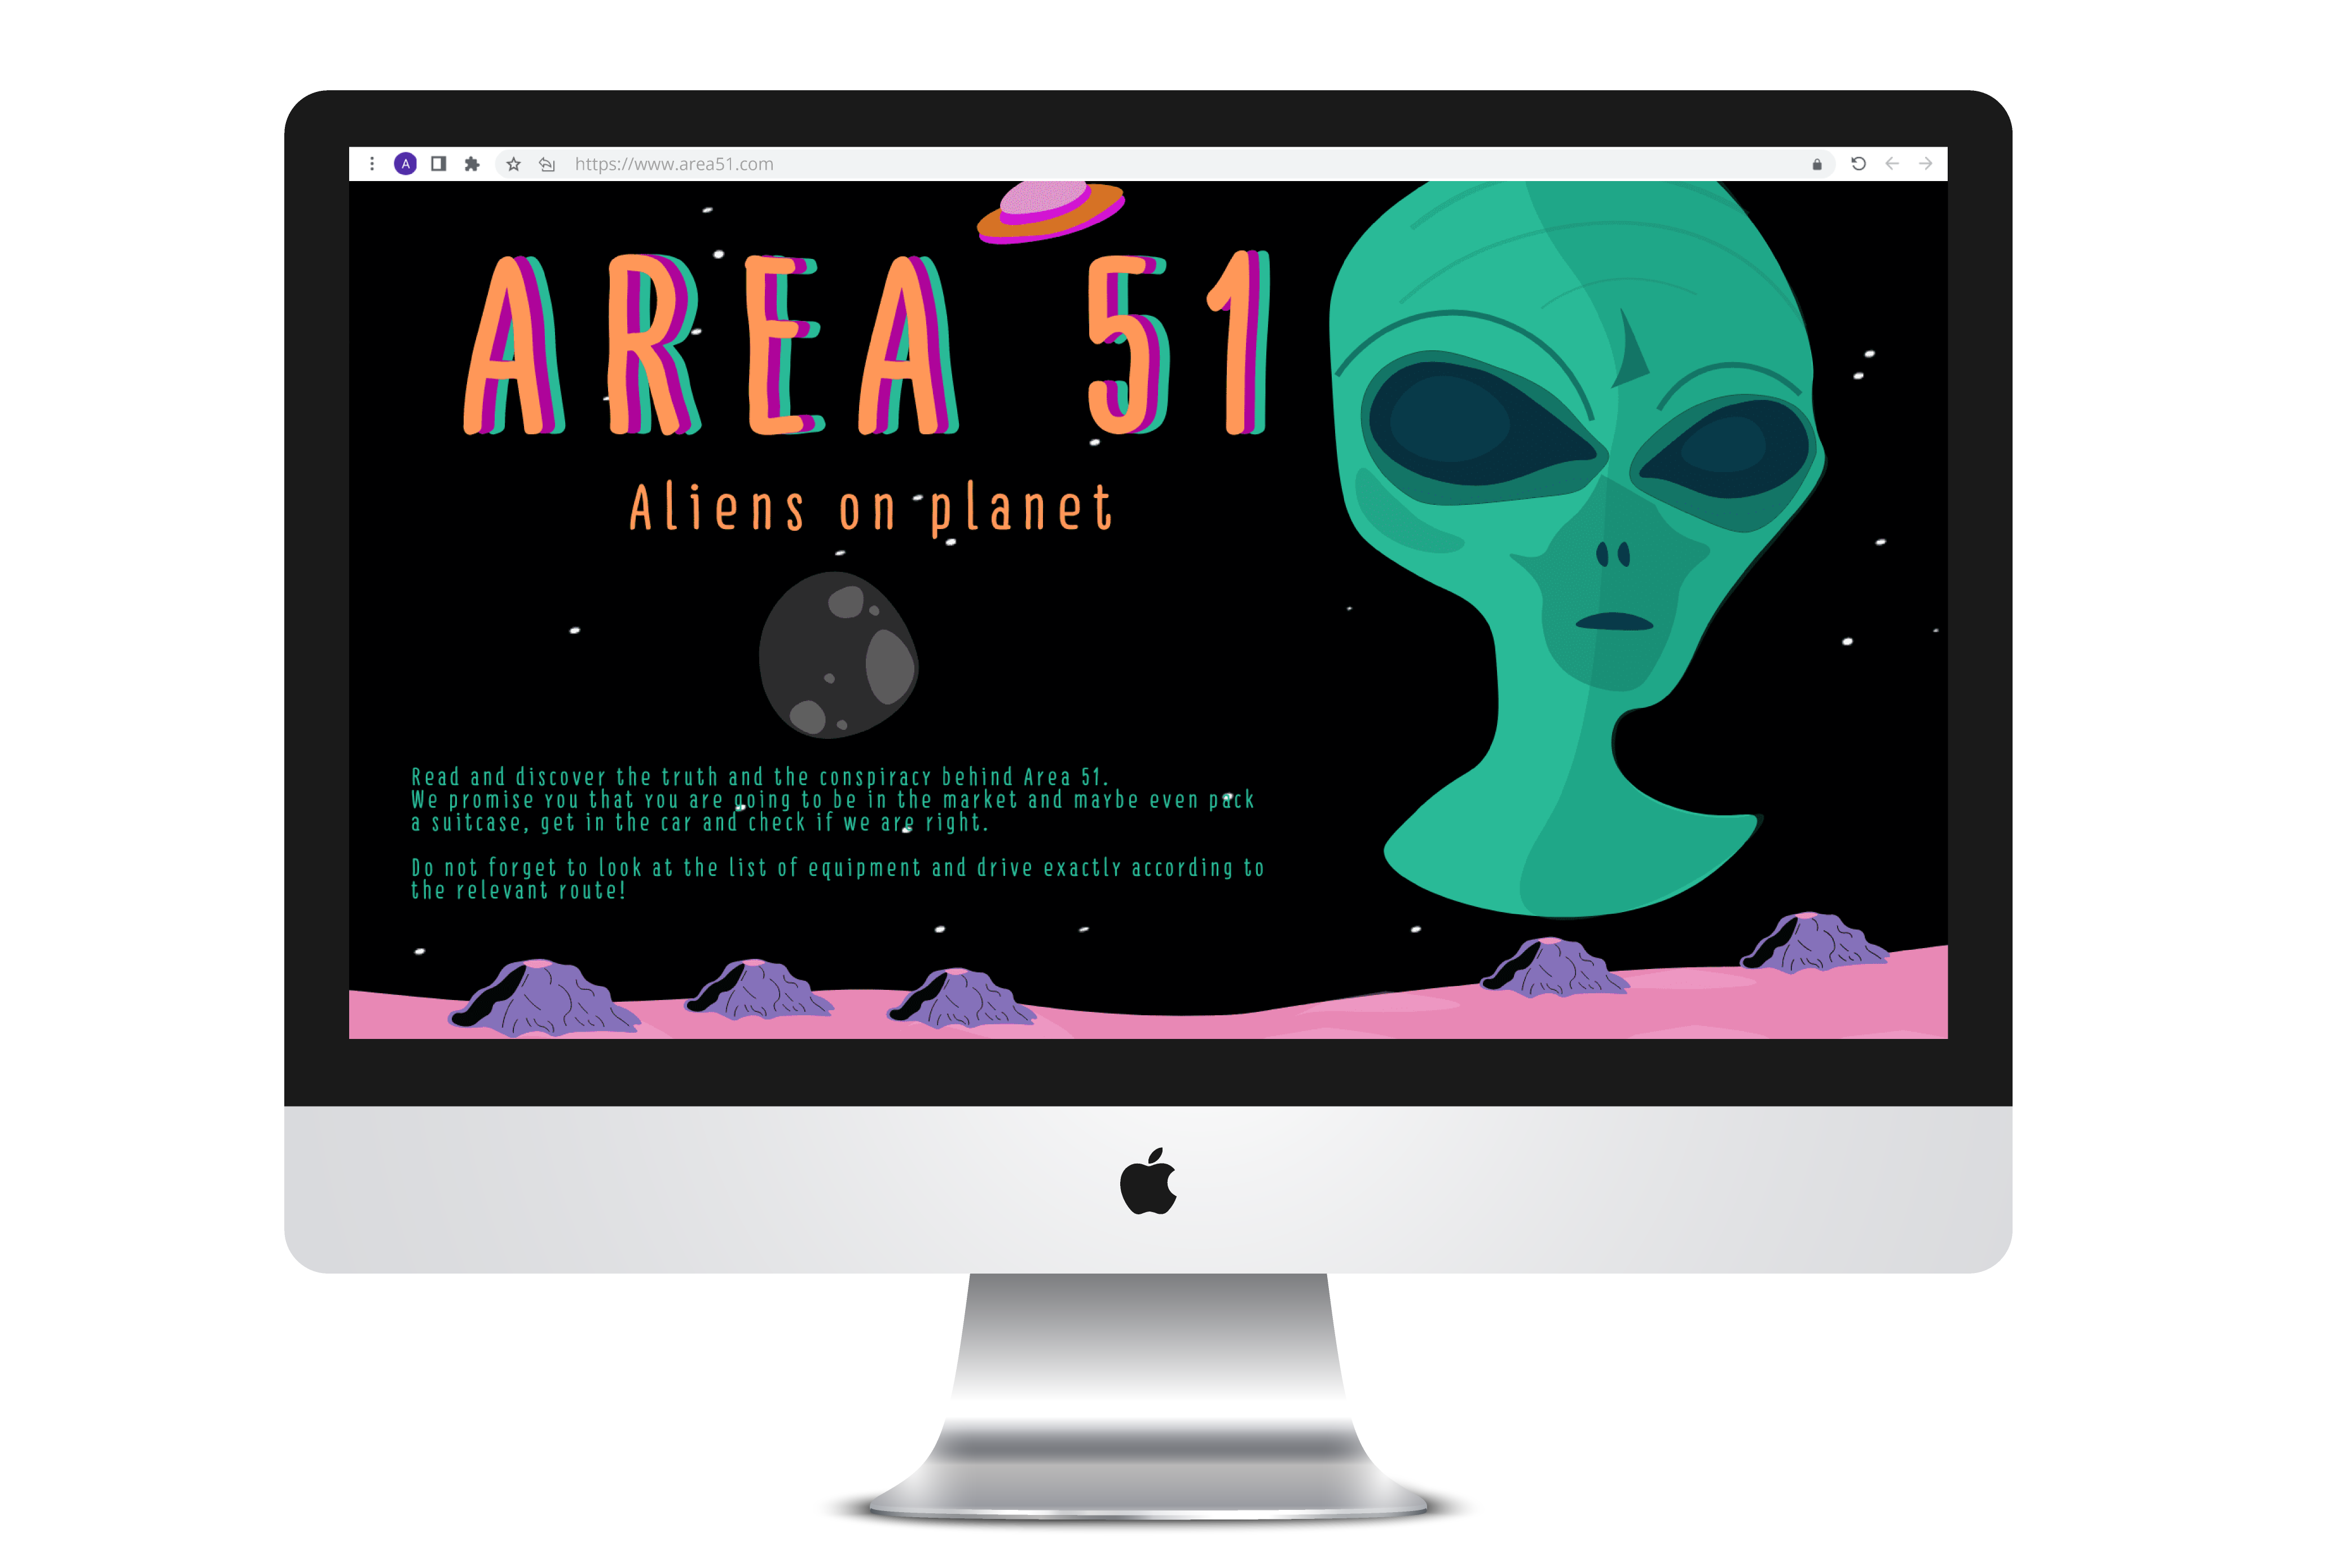 A
https://www.area51.com
AREA 51
Aliens on planet
Read and discover the truth and the conspiracy behind Area 51.
We promise you that you are going to be in the market and maybe even pack
a suitcase, get in the car and check if we are right.
Do not forget to look at the list of equipment and drive exactly according to
the relevant route!